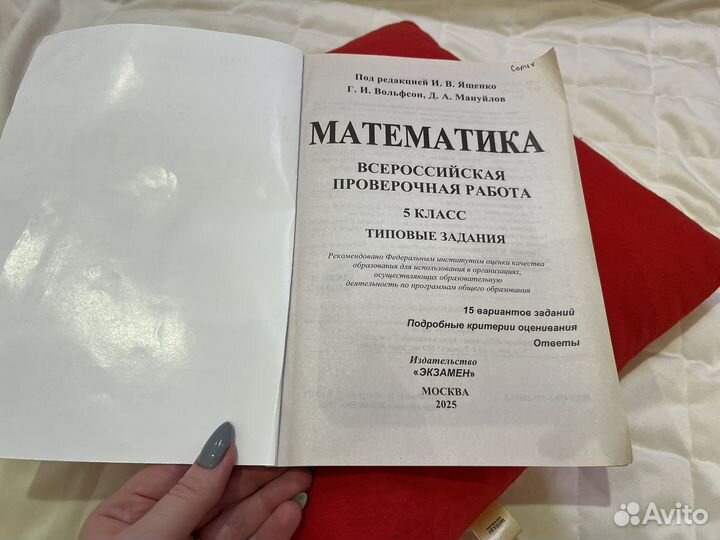 Под редакцией И. В. Ященко
Г. И. Вольфсон, Д. А. Мануйлов
МАТЕМАТИКА
ВСЕРОССИЙСКАЯ
ПРОВЕРОЧНАЯ РАБОТА
5 КЛАСС
ТИПОВЫЕ ЗАДАНИЯ
Рекомендовано Федеральным институтом оценки качества
образования для использования в организациях,
осуществляющих образовательную
деятельность по программам общего образования
15 вариантов заданий
Подробные критерии оценивания
Ответы
Издательство
«ЭКЗАМЕН»
МОСКВА
2025
Avito